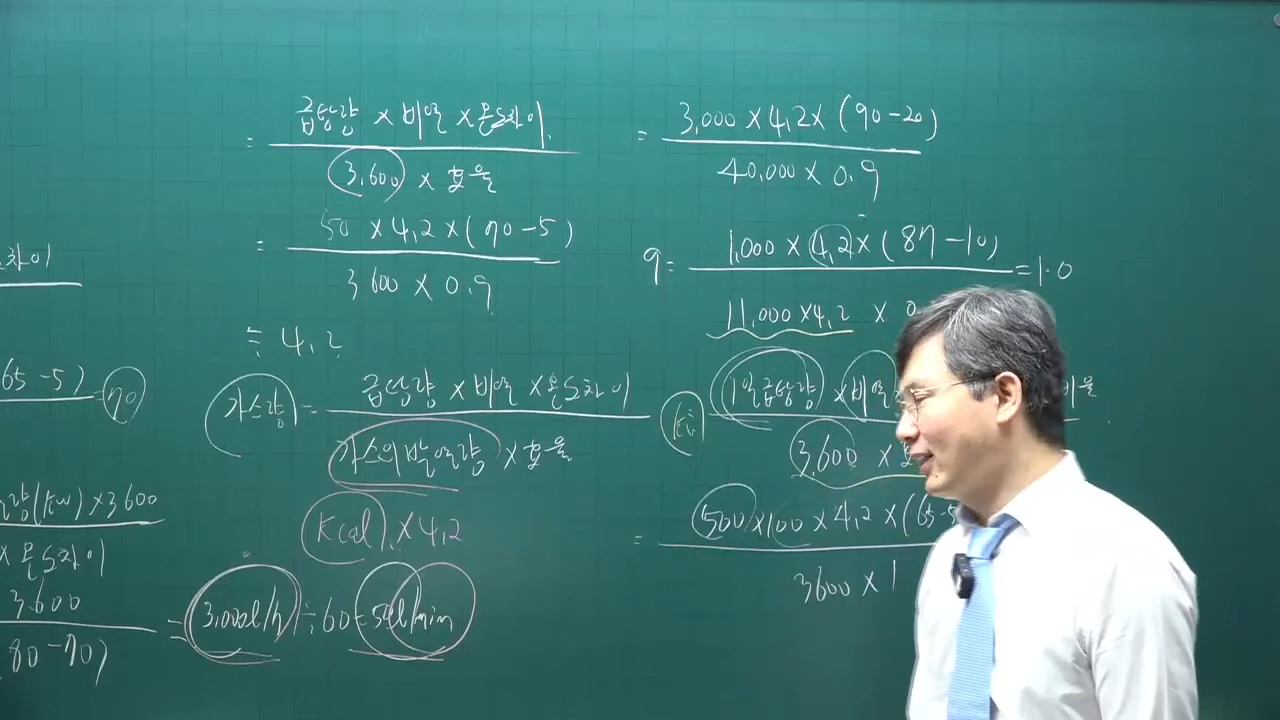 65-5) 70
(kw)×3600
×온도차이
3,600
80-70)
= 급탕량 × 비열 × 온도차이
3,600 × 효율
= 50 × 4,2 × (70-5)
3600 × 0.9
≒ 4,2
가스량 = 급탕량 × 비열 × 온도차이
가스의 발열량 × 효율
kcal × 4,2
= 3,000l/h ÷ 60 = 50l/min
= 3,000 × 4,2 × (90-20)
40,000 × 0.9
9 = 1,000 × 4,2 × (87-10) = 1.0
11,000 × 4,2 ×
1일급탕량 × 비열
3,600 ×
= 500 × 100 × 4,2 × (65-5
3600 × 1